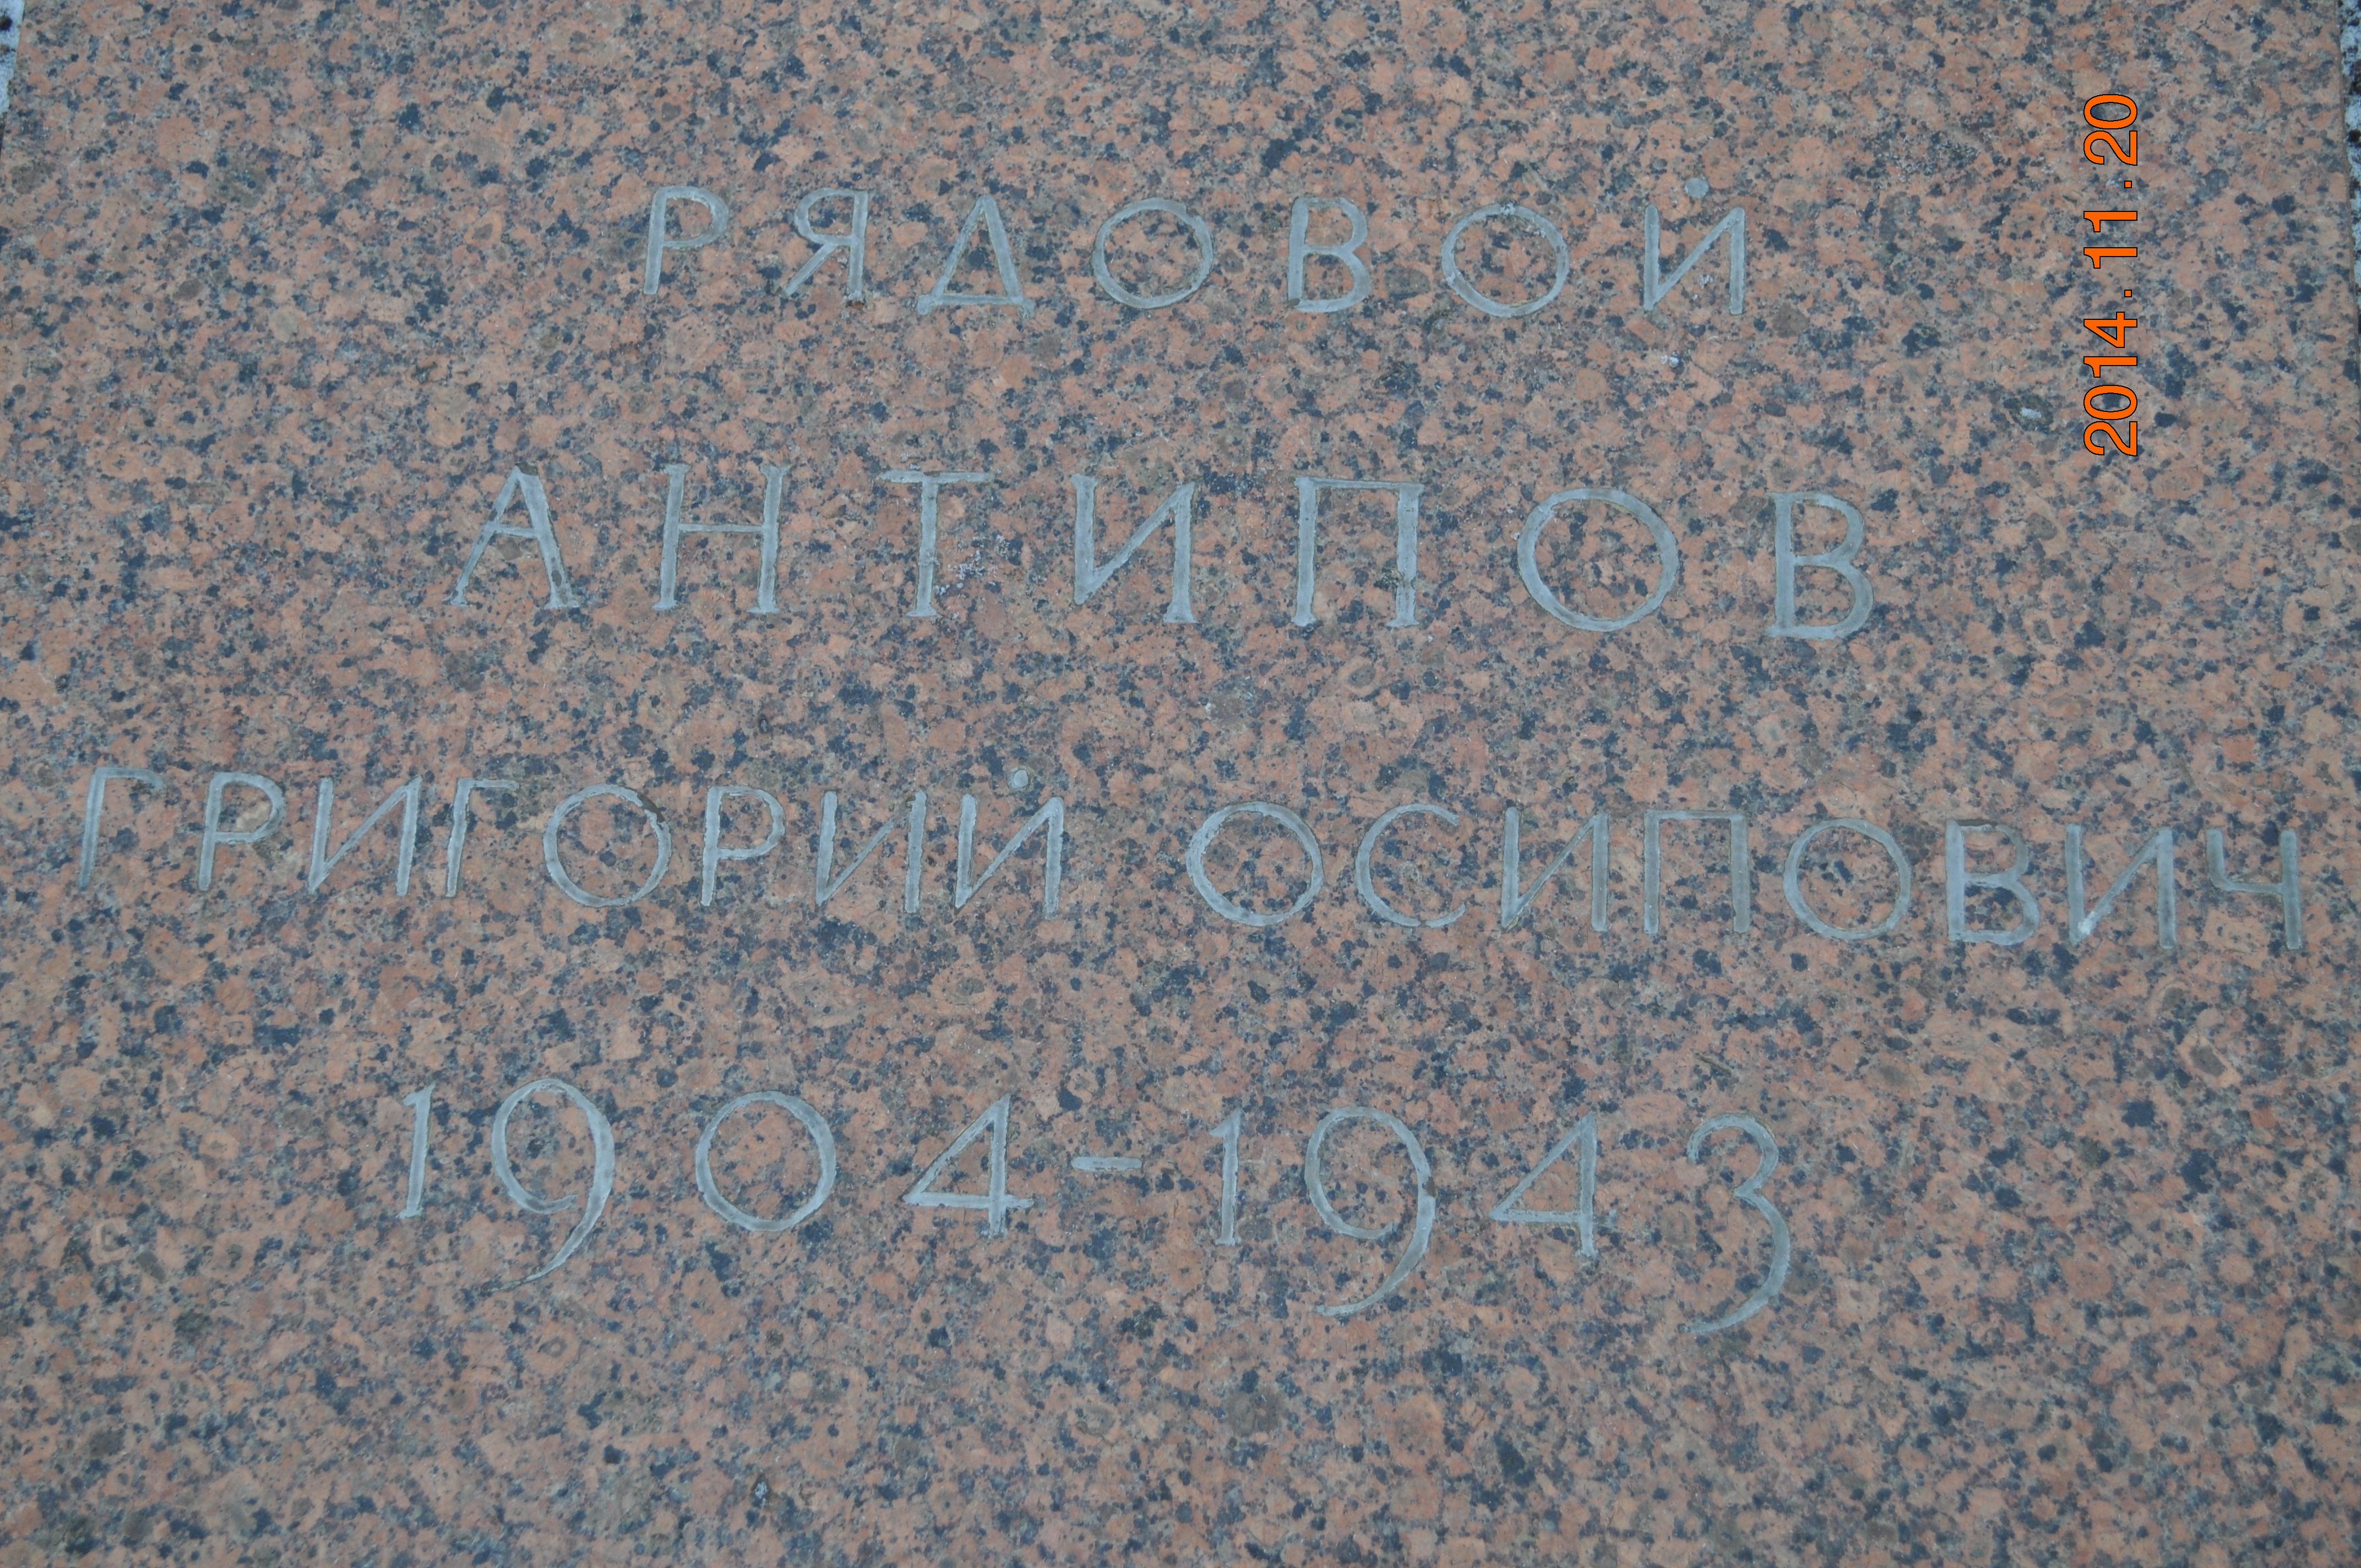 РЯДОВОЙ
АНТИПОВ
ГРИГОРИЙ ОСИПОВИЧ
1904-1943
2014.11.20